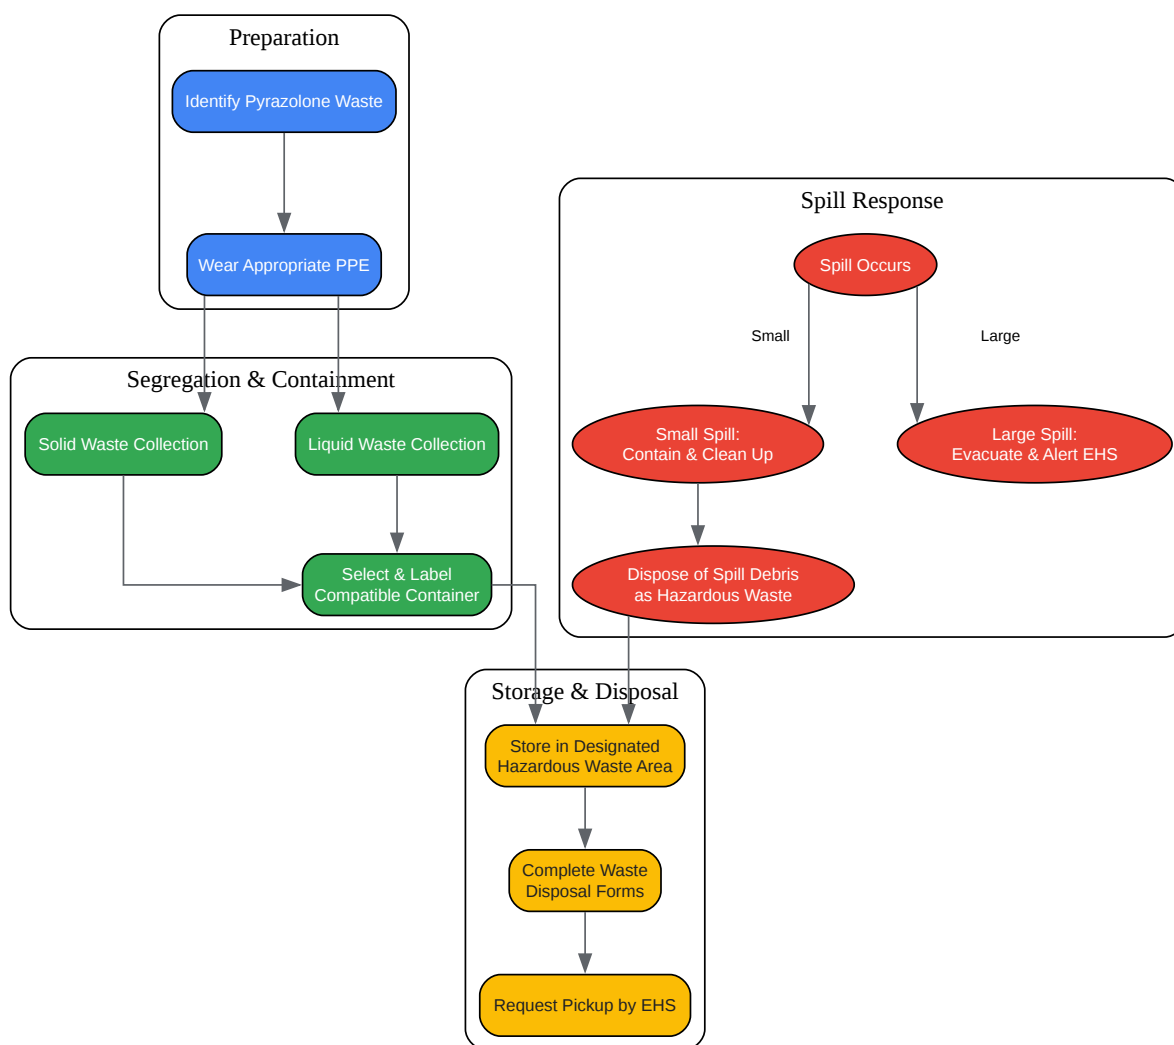 Preparation
Identify Pyrazolone Waste
Wear Appropriate PPE
Segregation & Containment
Solid Waste Collection
Liquid Waste Collection
Select & Label
Compatible Container
Spill Response
Spill Occurs
Small
Large
Small Spill:
Contain & Clean Up
Large Spill:
Evacuate & Alert EHS
Dispose of Spill Debris
as Hazardous Waste
Storage & Disposal
Store in Designated
Hazardous Waste Area
Complete Waste
Disposal Forms
Request Pickup by EHS